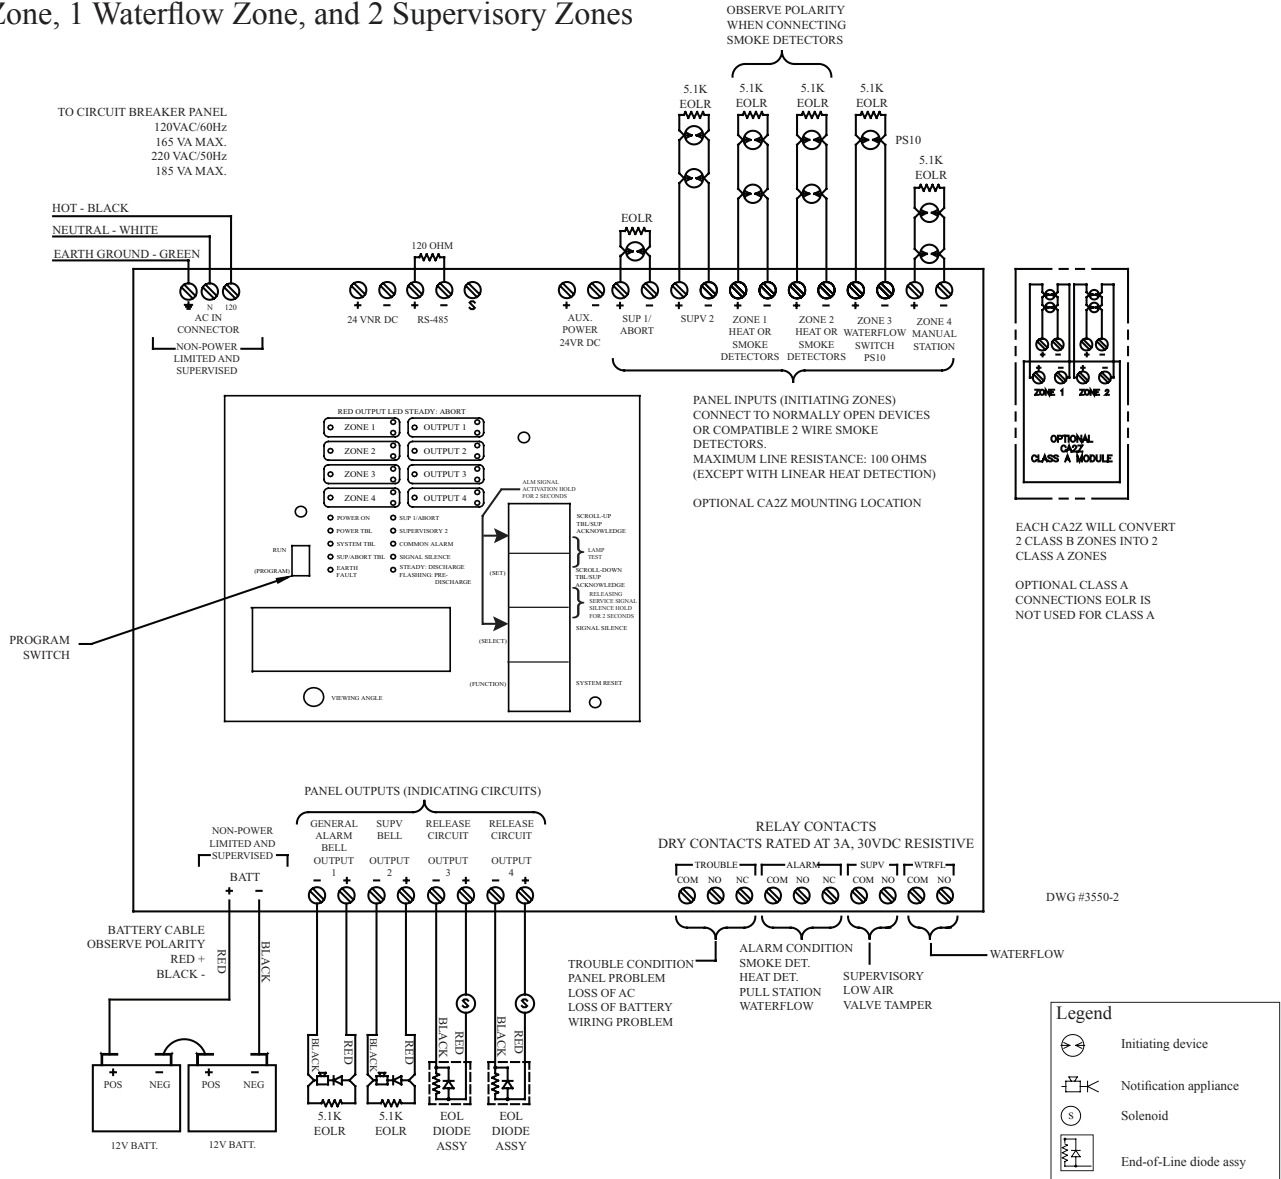 Zone, 1 Waterflow Zone, and 2 Supervisory Zones
OBSERVE POLARITY
WHEN CONNECTING
SMOKE DETECTORS
TO CIRCUIT BREAKER PANEL
120VAC/60Hz
165 VA MAX.
220 VAC/50Hz
185 VA MAX.
5.1K
EOLR
5.1K
EOLR
5.1K
EOLR
5.1K
EOLR
PS10
5.1K
EOLR
HOT - BLACK
NEUTRAL - WHITE
EARTH GROUND - GREEN
120 OHM
EOLR
N 120
AC IN
CONNECTOR
NON-POWER
LIMITED AND
SUPERVISED
+ - + - S
24 VNR DC RS-485
+ - + - + - + - + - + - + -
AUX.
POWER
24VR DC
SUP 1/
ABORT
SUPV 2
ZONE 1
HEAT OR
SMOKE
DETECTORS
ZONE 2
HEAT OR
SMOKE
DETECTORS
ZONE 3
WATERFLOW
SWITCH
PS10
ZONE 4
MANUAL
STATION
PANEL INPUTS (INITIATING ZONES)
CONNECT TO NORMALLY OPEN DEVICES
OR COMPATIBLE 2 WIRE SMOKE
DETECTORS.
MAXIMUM LINE RESISTANCE: 100 OHMS
(EXCEPT WITH LINEAR HEAT DETECTION)
OPTIONAL CA2Z MOUNTING LOCATION
+ - + -
+ - + -
ZONE 1 ZONE 2
OPTIONAL
CA2Z
CLASS A MODULE
EACH CA2Z WILL CONVERT
2 CLASS B ZONES INTO 2
CLASS A ZONES
OPTIONAL CLASS A
CONNECTIONS EOLR IS
NOT USED FOR CLASS A
RED OUTPUT LED STEADY: ABORT
ZONE 1 OUTPUT 1
ZONE 2 OUTPUT 2
ZONE 3 OUTPUT 3
ZONE 4 OUTPUT 4
POWER ON SUP 1/ABORT
POWER TBL SUPERVISORY 2
SYSTEM TBL COMMON ALARM
SUP/ABORT TBL SIGNAL SILENCE
EARTH
FAULT
STEADY: DISCHARGE
FLASHING: PRE-
DISCHARGE
RUN
(PROGRAM)
PROGRAM
SWITCH
ALM SIGNAL
ACTIVATION HOLD
FOR 2 SECONDS
SCROLL-UP
TBL/SUP
ACKNOWLEDGE
LAMP
TEST
(SET)
SCROLL-DOWN
TBL/SUP
ACKNOWLEDGE
RELEASING
SERVICE SIGNAL
SILENCE HOLD
FOR 2 SECONDS
SIGNAL SILENCE
(SELECT)
(FUNCTION)
SYSTEM RESET
VIEWING ANGLE
PANEL OUTPUTS (INDICATING CIRCUITS)
NON-POWER
LIMITED AND
SUPERVISED
BATT
+ -
GENERAL
ALARM
BELL
OUTPUT
1
- +
SUPV
BELL
OUTPUT
2
- +
RELEASE
CIRCUIT
OUTPUT
3
- +
RELEASE
CIRCUIT
OUTPUT
4
- +
RELAY CONTACTS
DRY CONTACTS RATED AT 3A, 30VDC RESISTIVE
TROUBLE ALARM SUPV WTRFL
COM NO NC COM NO NC COM NO COM NO
DWG #3550-2
BATTERY CABLE
OBSERVE POLARITY
RED +
BLACK -
RED
BLACK
TROUBLE CONDITION
PANEL PROBLEM
LOSS OF AC
LOSS OF BATTERY
WIRING PROBLEM
ALARM CONDITION
SMOKE DET.
HEAT DET.
PULL STATION
WATERFLOW
SUPERVISORY
LOW AIR
VALVE TAMPER
WATERFLOW
S S
BLACK RED BLACK RED BLACK RED BLACK RED
+ - + -
POS NEG POS NEG
12V BATT. 12V BATT.
5.1K
EOLR
5.1K
EOLR
EOL
DIODE
ASSY
EOL
DIODE
ASSY
Legend
Initiating device
Notification appliance
S Solenoid
End-of-Line diode assy